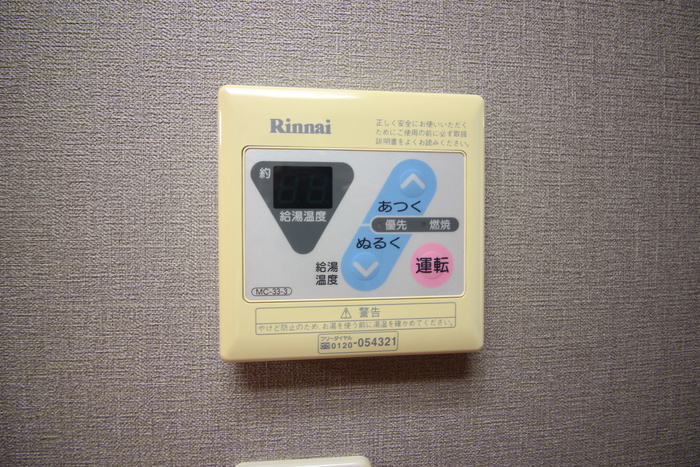 Rinnai
正しく安全にお使いいただく
ためにご使用の前に必ず取扱
説明書をよくお読みください。
約
給湯温度
あつく
優先 燃焼
ぬるく
給湯
温度
運転
MC-33-3
⚠ 警告
やけど防止のため、お湯を使う前に湯温を確かめてください。
フリーダイヤル
0120-054321